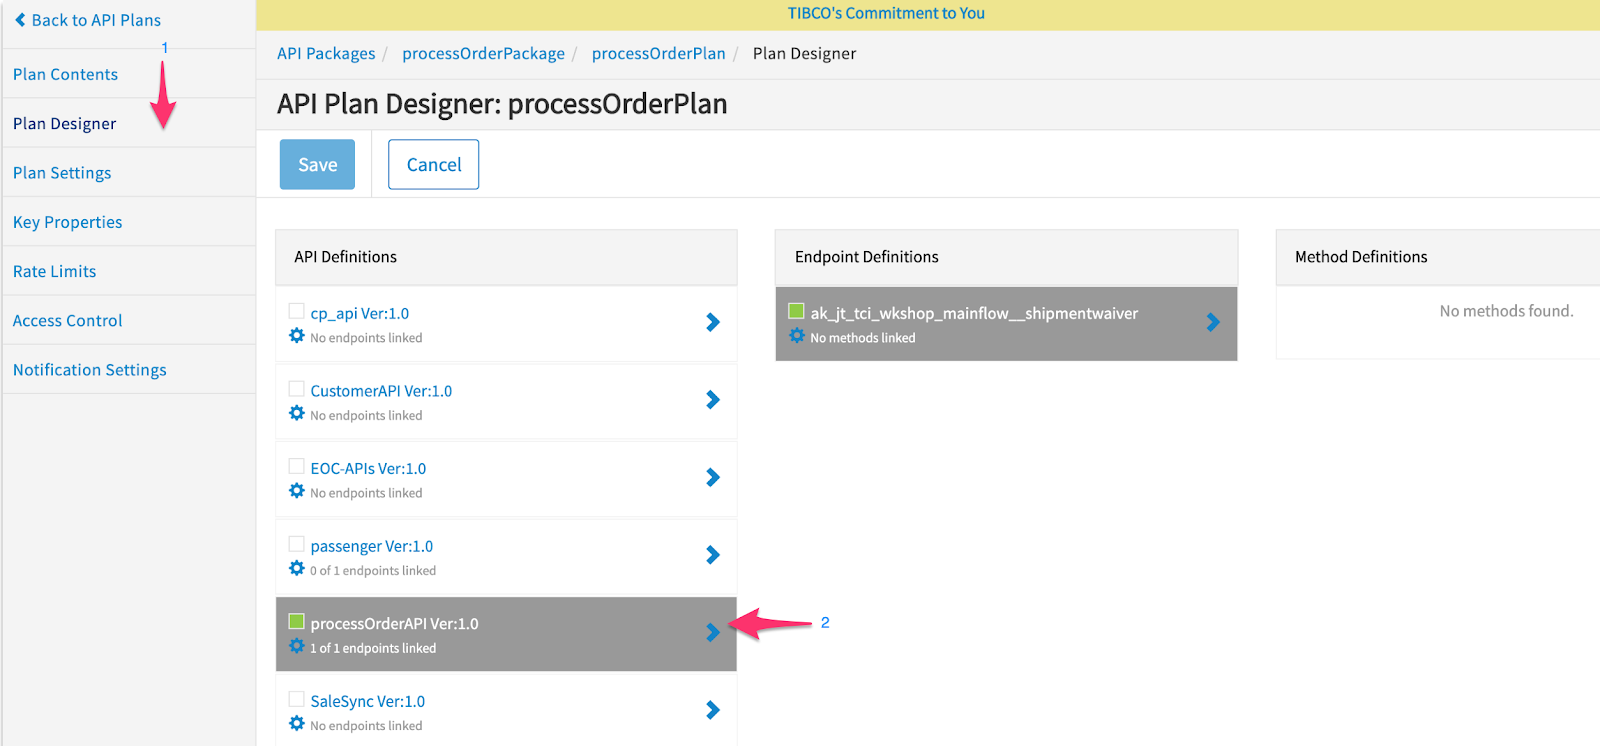 Back to API Plans
1
Plan Contents
Plan Designer
Plan Settings
Key Properties
Rate Limits
Access Control
Notification Settings
TIBCO's Commitment to You
API Packages / processOrderPackage / processOrderPlan / Plan Designer
API Plan Designer: processOrderPlan
Save Cancel
API Definitions
cp_api Ver:1.0
No endpoints linked
CustomerAPI Ver:1.0
No endpoints linked
EOC-APIs Ver:1.0
No endpoints linked
passenger Ver:1.0
0 of 1 endpoints linked
processOrderAPI Ver:1.0
1 of 1 endpoints linked
2
SaleSync Ver:1.0
No endpoints linked
Endpoint Definitions
ak_jt_tci_wkshop_mainflow__shipmentwaiver
No methods linked
Method Definitions
No methods found.